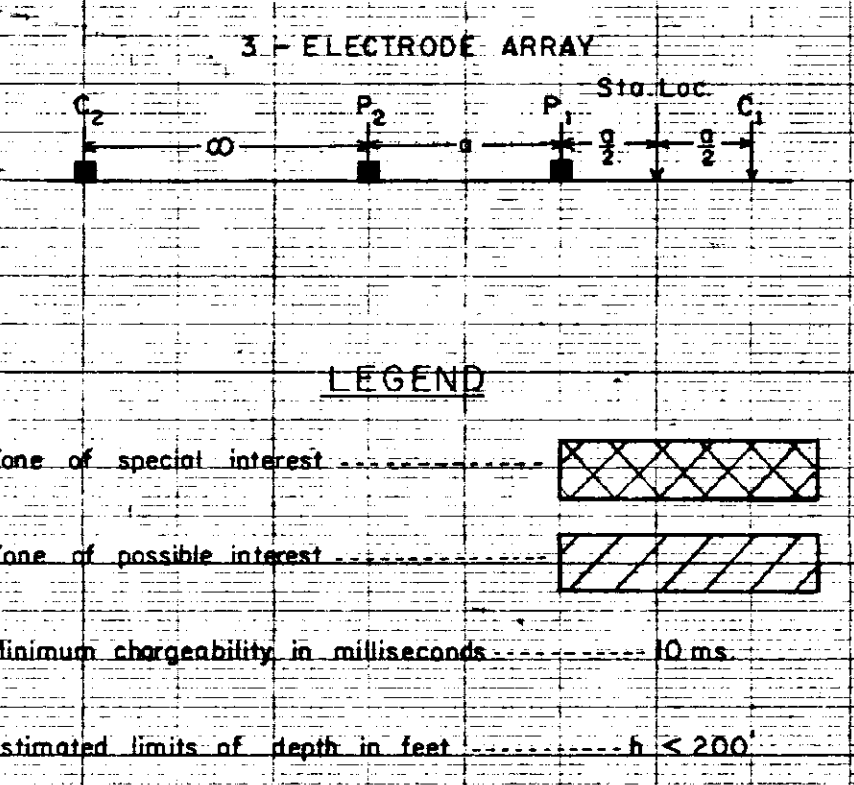 3 - ELECTRODE ARRAY
Sta. Loc.
C2 P2 P1 C1
∞ a a/2 a/2
LEGEND
one of special interest
one of possible interest
Minimum chargeability in milliseconds 10 ms.
stimated limits of depth in feet h < 200'